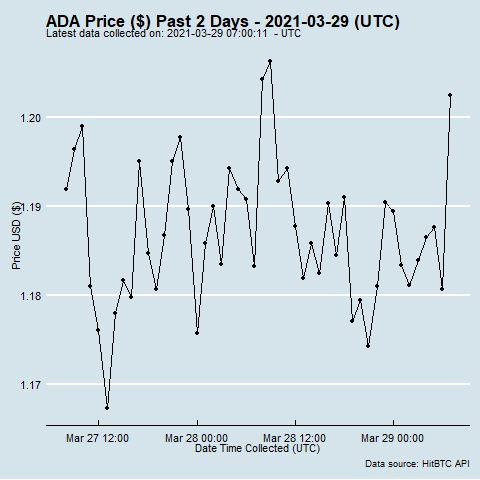 ADA Price ($) Past 2 Days - 2021-03-29 (UTC)
Latest data collected on: 2021-03-29 07:00:11  - UTC
1.20
1.19
1.18
1.17
Price USD ($)
Mar 27 12:00 Mar 28 00:00 Mar 28 12:00 Mar 29 00:00
Date Time Collected (UTC)
Data source: HitBTC API